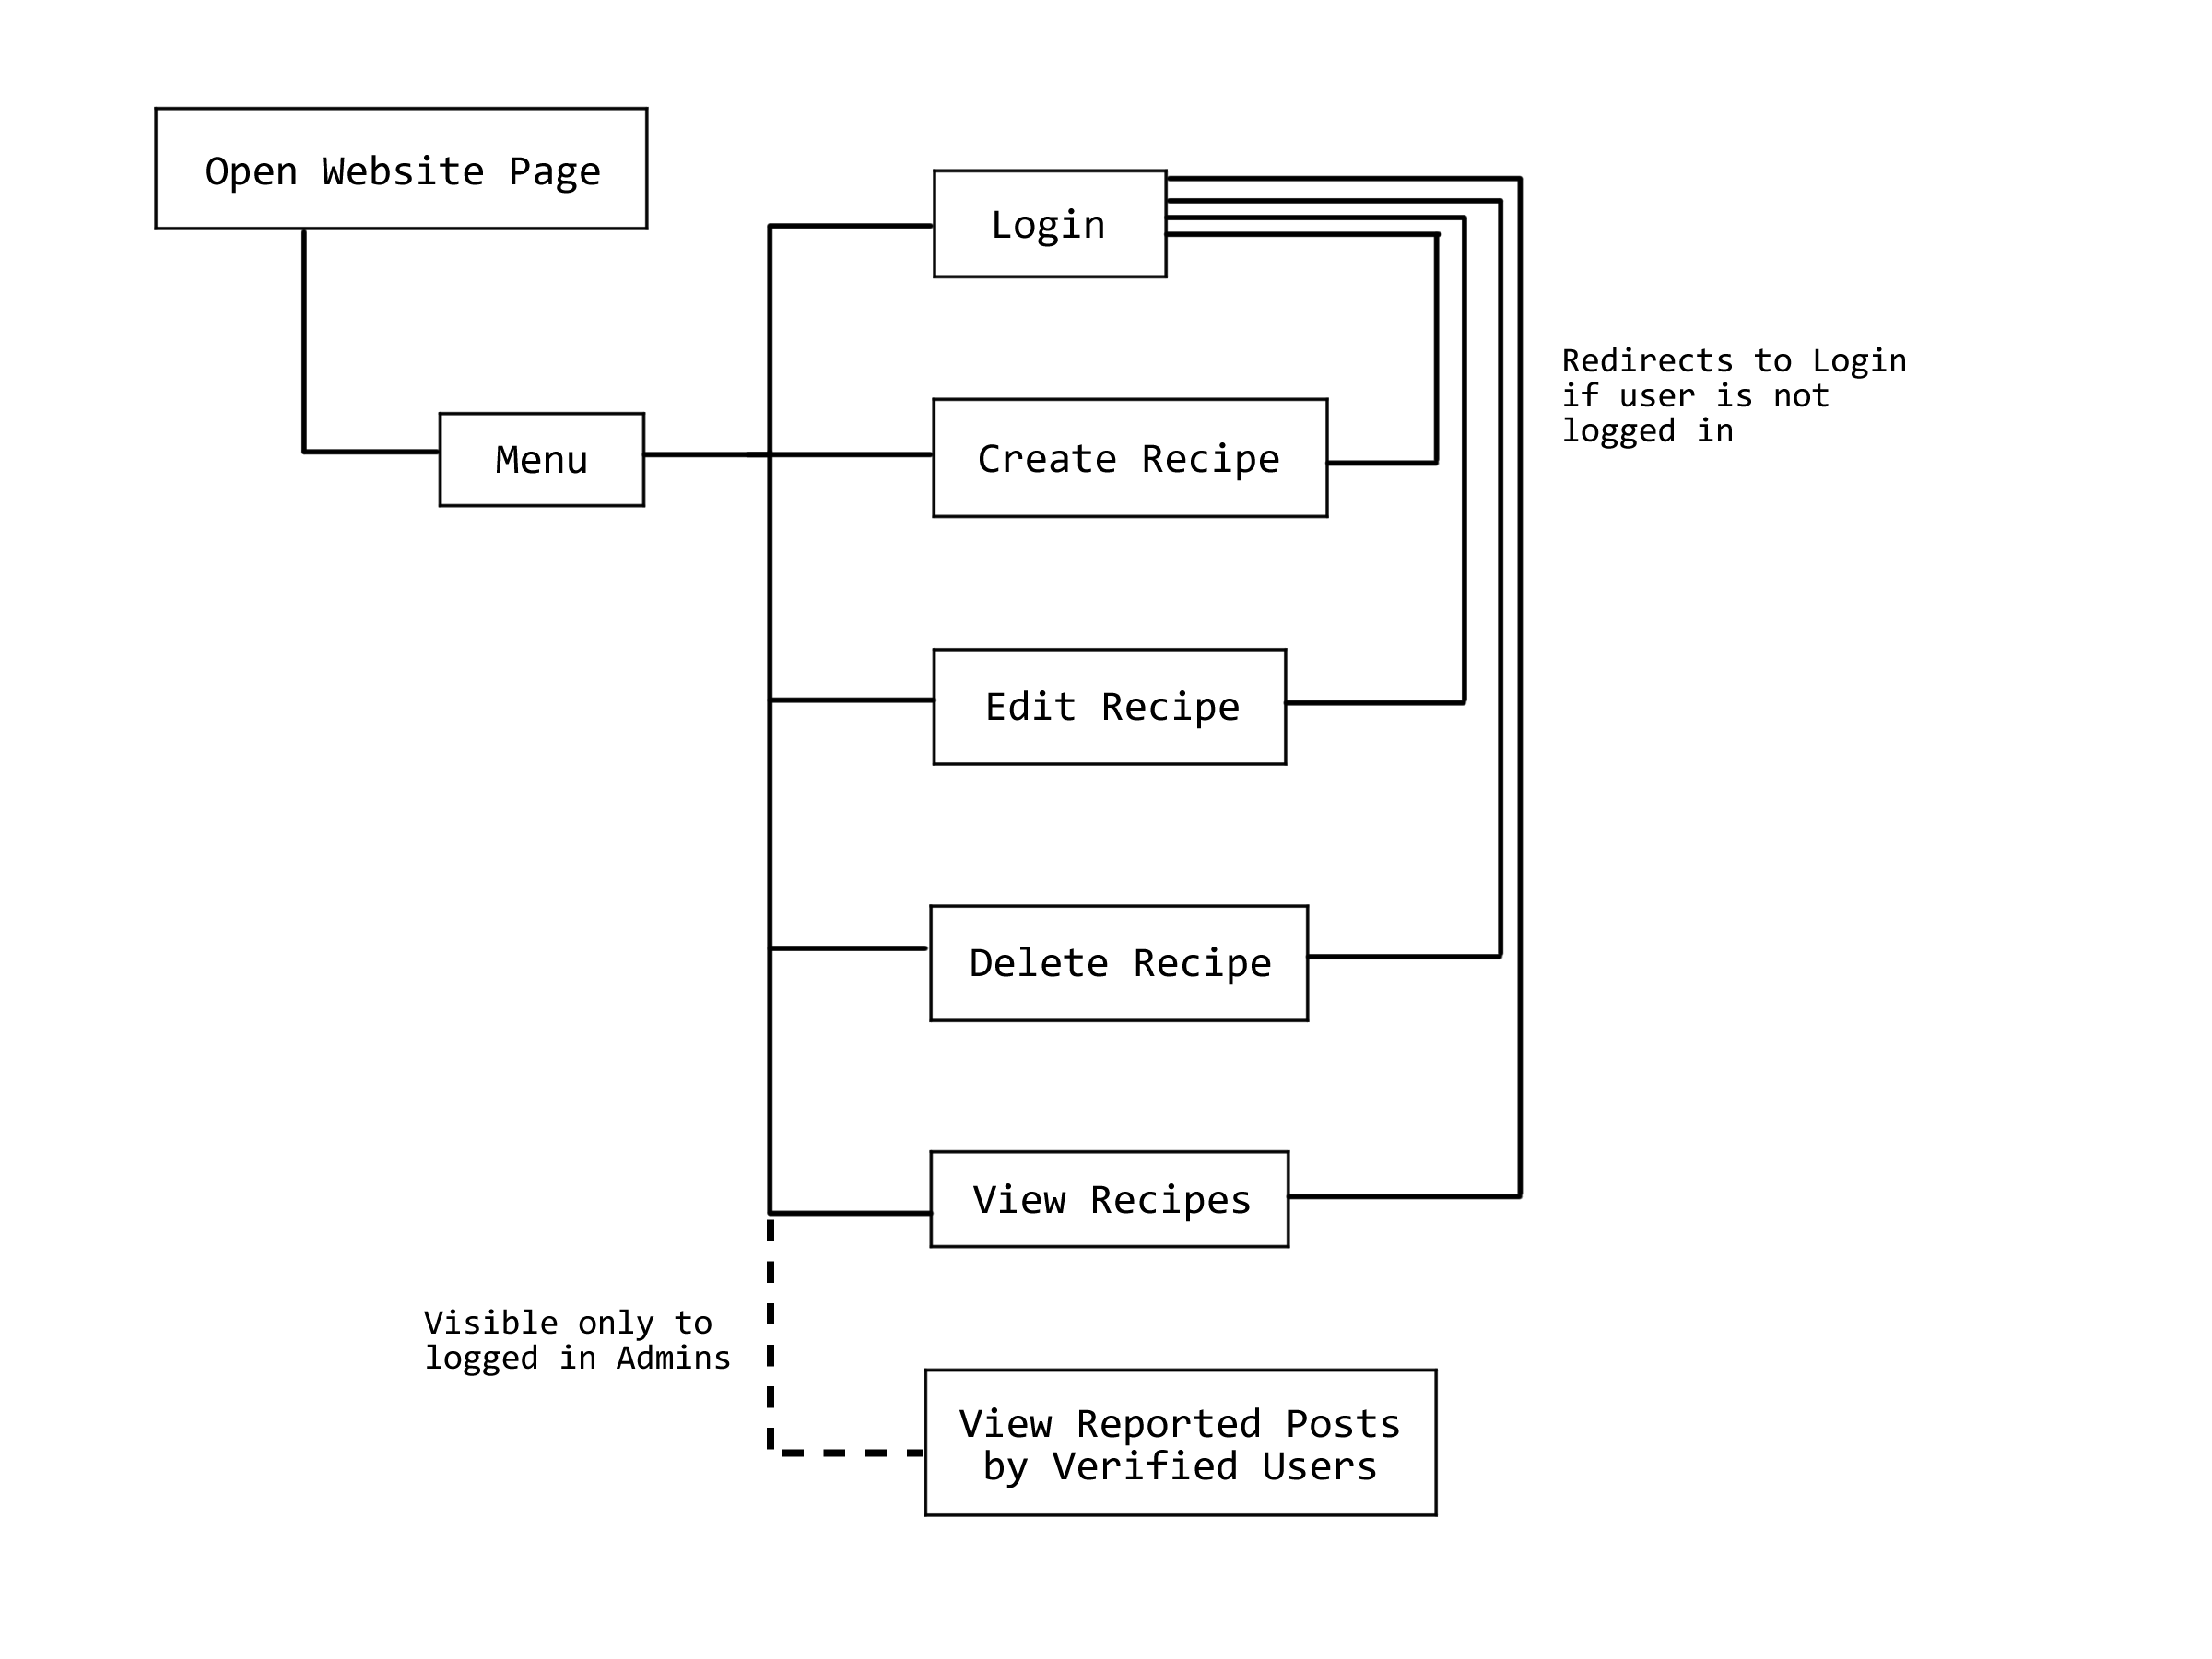 Open Website Page
Login
Redirects to Login
if user is not
logged in
Menu
Create Recipe
Edit Recipe
Delete Recipe
View Recipes
Visible only to
logged in Admins
View Reported Posts
by Verified Users